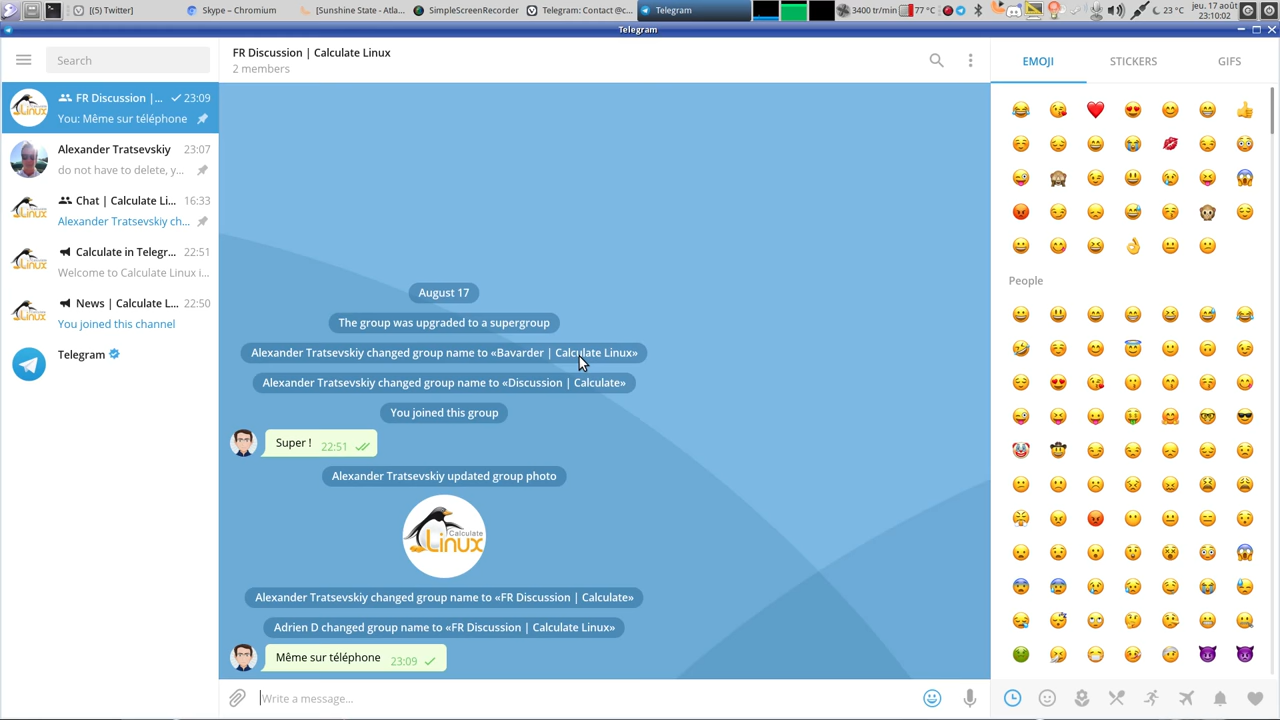 [(5) Twitter]
Skype – Chromium
[Sunshine State - Atla...
SimpleScreenRecorder
Telegram: Contact @c...
Telegram
3400 tr/min
77 °C
23 °C
jeu. 17 août
23:10:02
Telegram
Search
FR Discussion |... 23:09
You: Même sur téléphone
Alexander Tratsevskiy 23:07
do not have to delete, y...
Chat | Calculate Li... 16:33
Alexander Tratsevskiy ch...
Calculate in Telegr... 22:51
Welcome to Calculate Linux i...
News | Calculate L... 22:50
You joined this channel
Telegram
FR Discussion | Calculate Linux
2 members
August 17
The group was upgraded to a supergroup
Alexander Tratsevskiy changed group name to «Bavarder | Calculate Linux»
Alexander Tratsevskiy changed group name to «Discussion | Calculate»
You joined this group
Super ! 22:51
Alexander Tratsevskiy updated group photo
Calculate
Linux
Alexander Tratsevskiy changed group name to «FR Discussion | Calculate»
Adrien D changed group name to «FR Discussion | Calculate Linux»
Même sur téléphone 23:09
Write a message...
EMOJI STICKERS GIFS
People